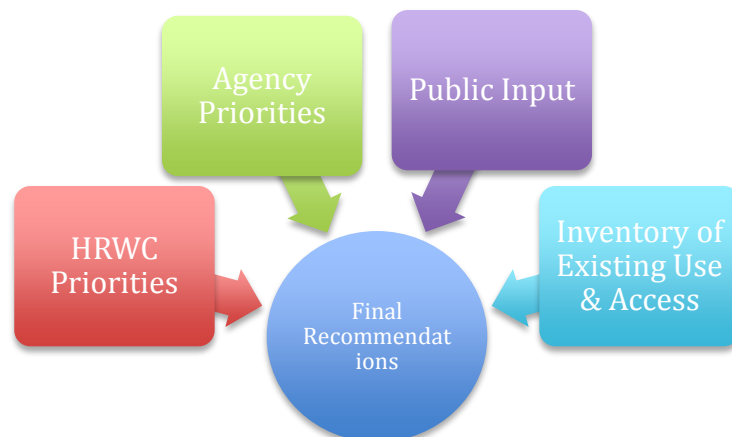 Agency
Priorities
Public Input
HRWC
Priorities
Inventory of
Existing Use
& Access
Final
Recommendat
ions